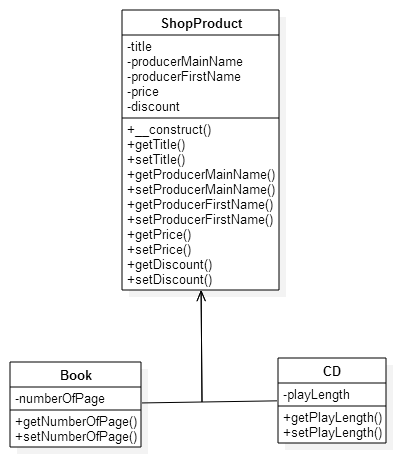 ShopProduct
-title
-producerMainName
-producerFirstName
-price
-discount
+__construct()
+getTitle()
+setTitle()
+getProducerMainName()
+setProducerMainName()
+getProducerFirstName()
+setProducerFirstName()
+getPrice()
+setPrice()
+getDiscount()
+setDiscount()
Book
-numberOfPage
+getNumberOfPage()
+setNumberOfPage()
CD
-playLength
+getPlayLength()
+setPlayLength()